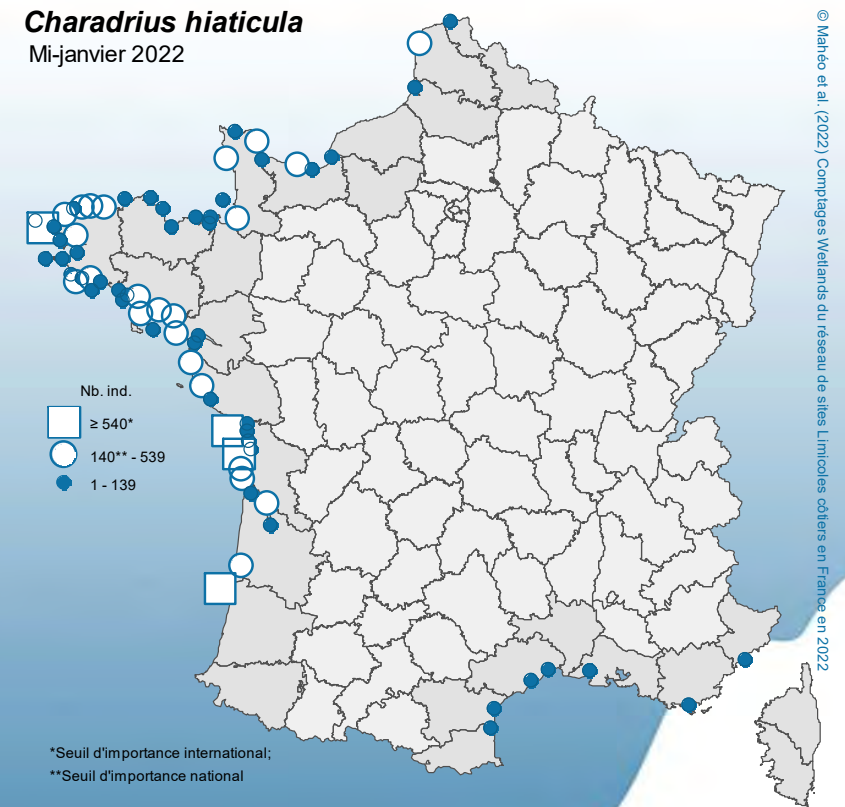 Charadrius hiaticula
Mi-janvier 2022
© Mahéo et al. (2022) Comptages Wetlands du réseau de sites Limicoles côtiers en France en 2022
Nb. ind.
≥ 540*
140** - 539
1 - 139
*Seuil d'importance international;
**Seuil d'importance national